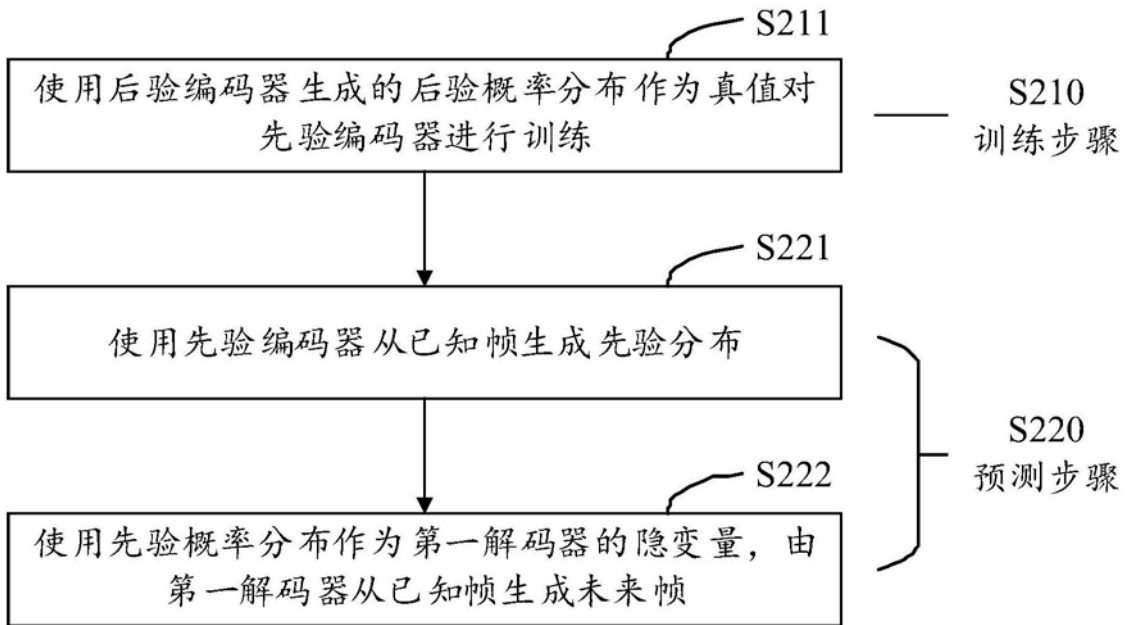 S211
使用后验编码器生成的后验概率分布作为真值对
先验编码器进行训练
S210
训练步骤
S221
使用先验编码器从已知帧生成先验分布
S220
预测步骤
S222
使用先验概率分布作为第一解码器的隐变量，由
第一解码器从已知帧生成未来帧